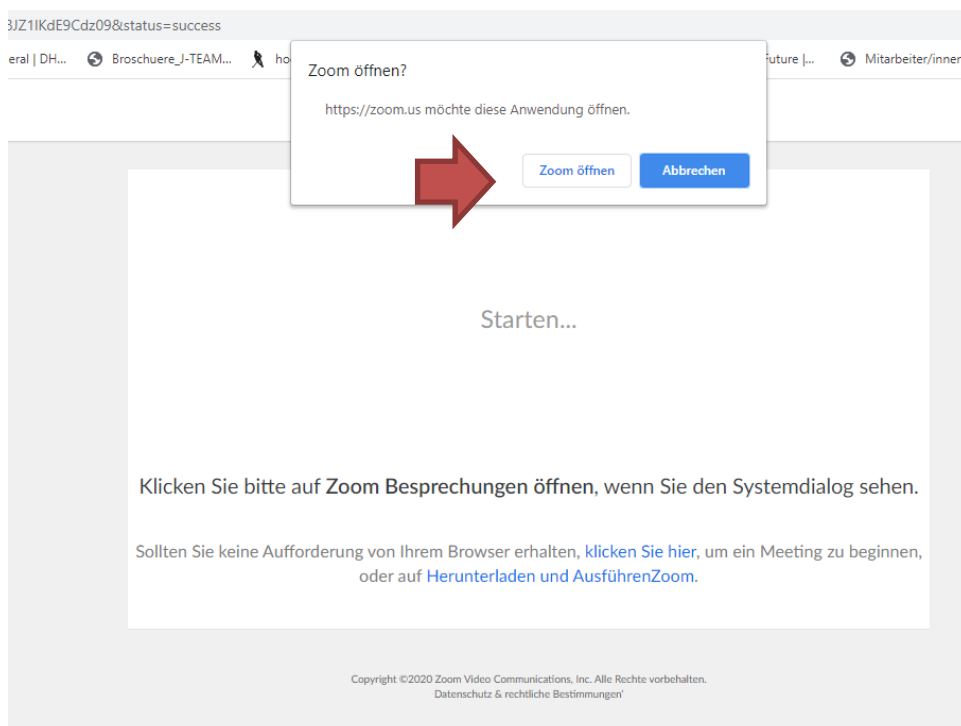 BJZ1IKdE9Cdz09&status=success
eral | DH... Broschuere_J-TEAM... ho Future |... Mitarbeiter/innen
Zoom öffnen?
https://zoom.us möchte diese Anwendung öffnen.
Zoom öffnen Abbrechen
Starten...
Klicken Sie bitte auf Zoom Besprechungen öffnen, wenn Sie den Systemdialog sehen.
Sollten Sie keine Aufforderung von Ihrem Browser erhalten, klicken Sie hier, um ein Meeting zu beginnen,
oder auf Herunterladen und AusführenZoom.
Copyright ©2020 Zoom Video Communications, Inc. Alle Rechte vorbehalten.
Datenschutz & rechtliche Bestimmungen'